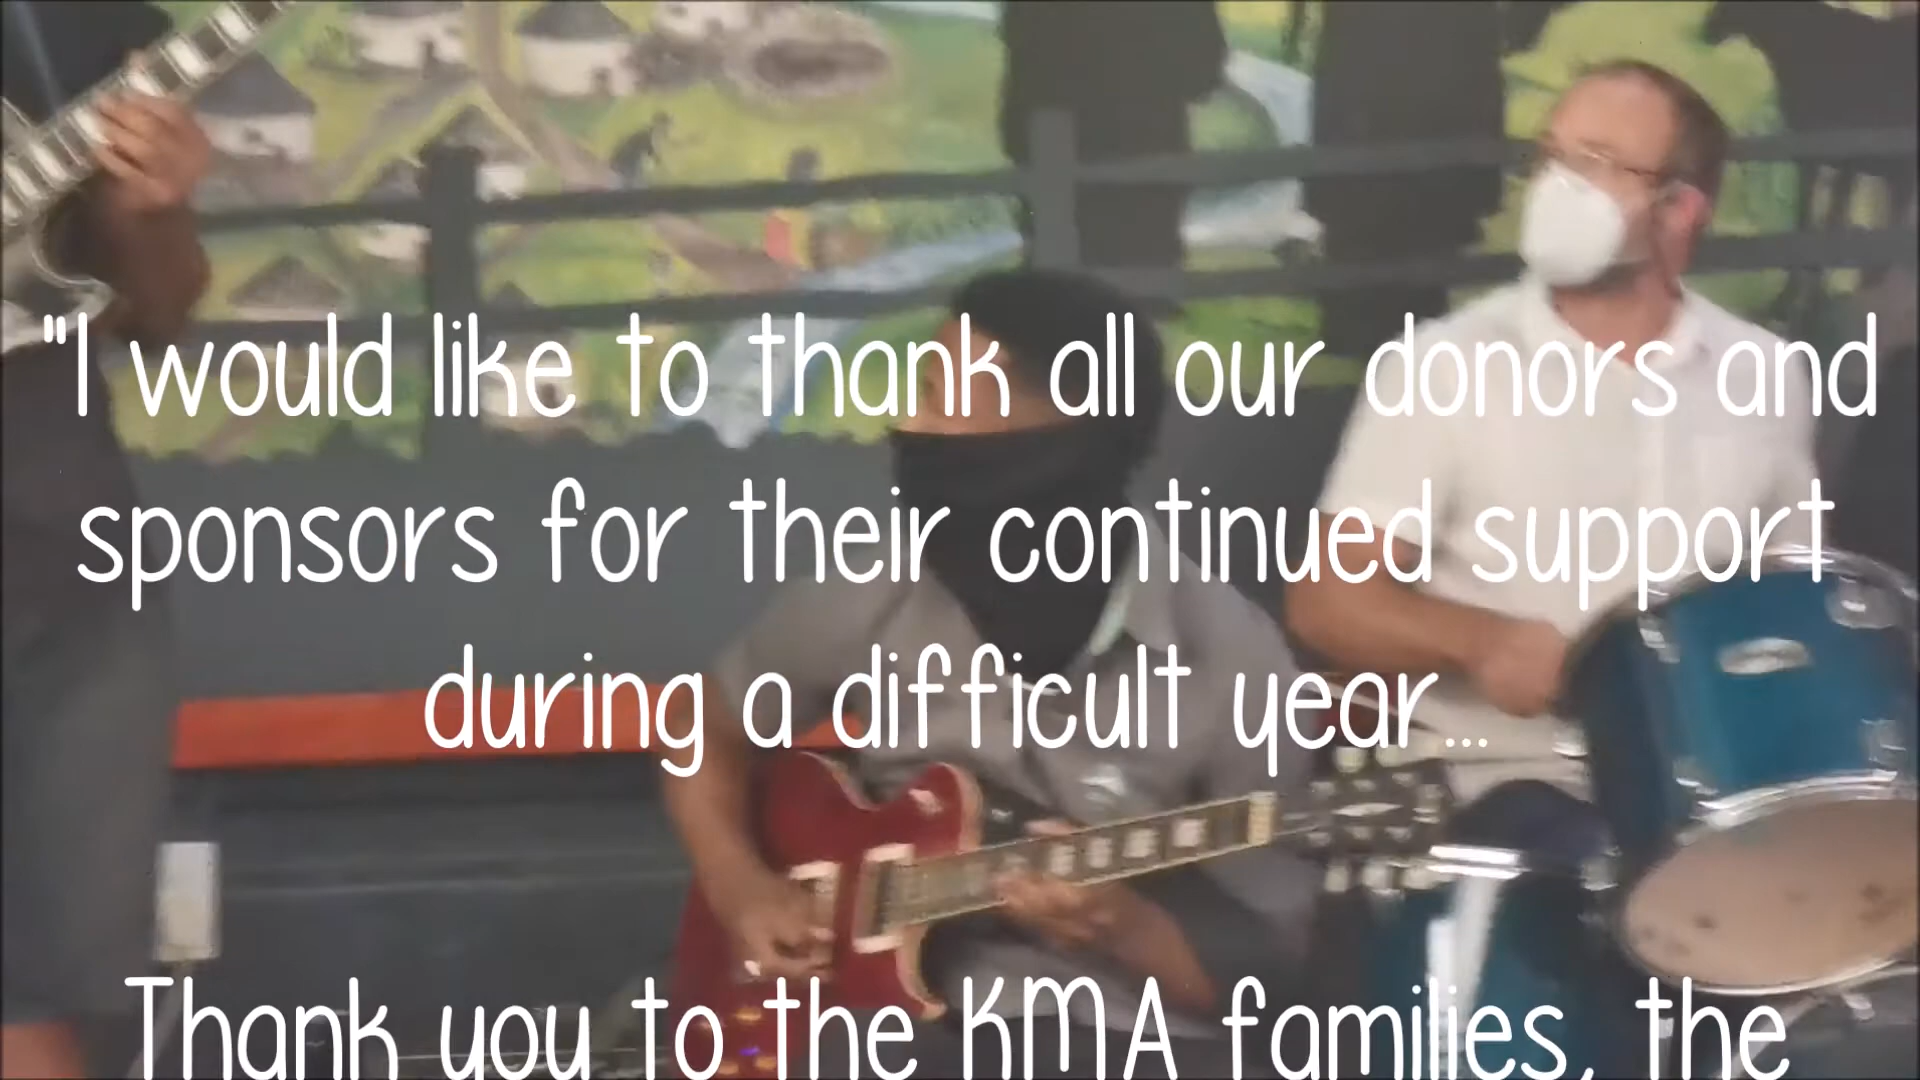 "I would like to thank all our donors and
sponsors for their continued support
during a difficult year...
Thank you to the KMA families, the